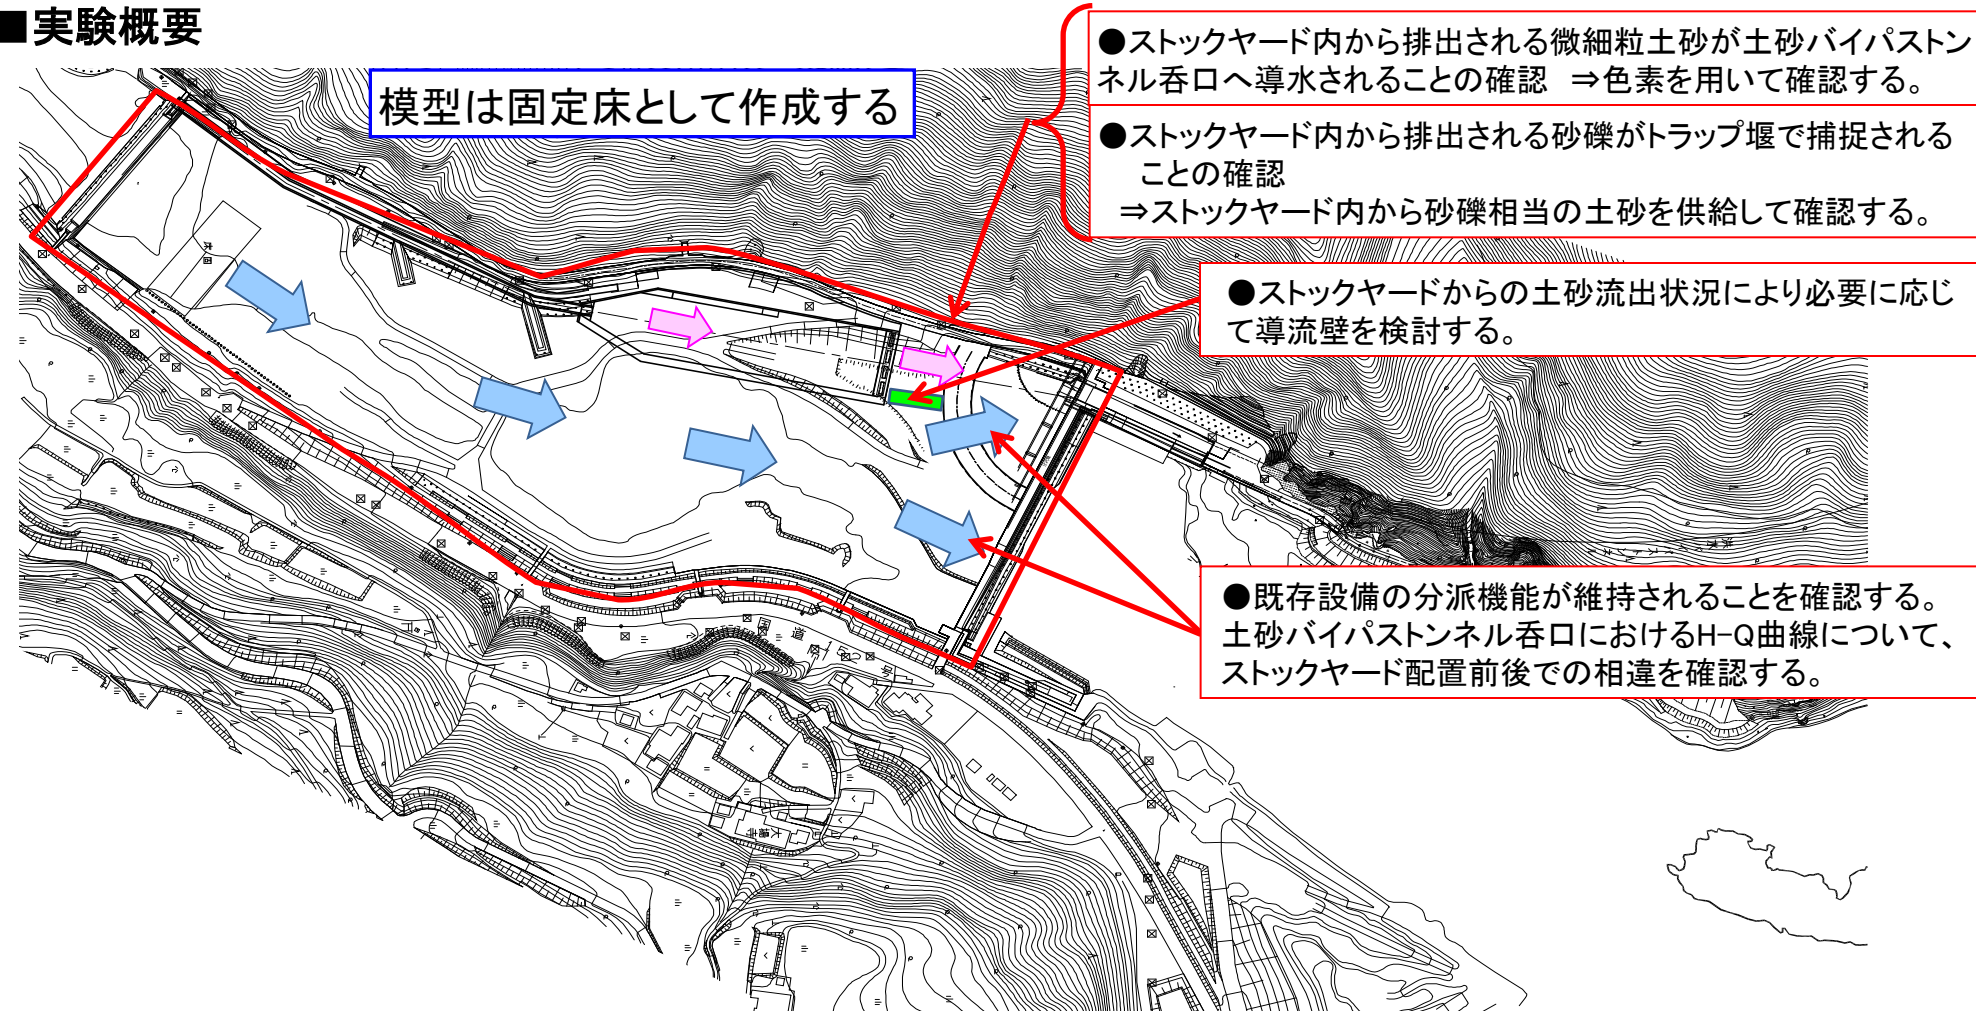 ■実験概要
模型は固定床として作成する
●ストックヤード内から排出される微細粒土砂が土砂バイパストン
ネル呑口へ導水されることの確認　⇒色素を用いて確認する。
●ストックヤード内から排出される砂礫がトラップ堰で捕捉される
ことの確認
⇒ストックヤード内から砂礫相当の土砂を供給して確認する。
●ストックヤードからの土砂流出状況により必要に応じ
て導流壁を検討する。
●既存設備の分派機能が維持されることを確認する。
土砂バイパストンネル呑口におけるH-Q曲線について、
ストックヤード配置前後での相違を確認する。